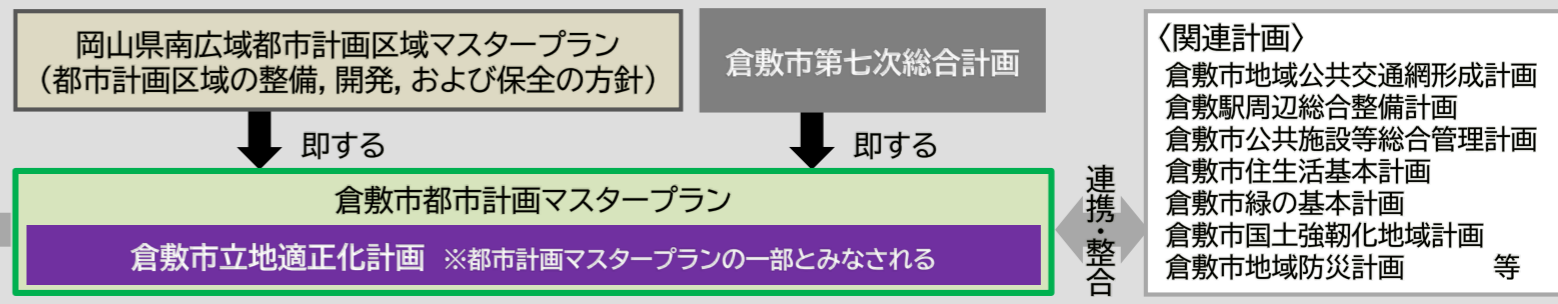 岡山県南広域都市計画区域マスタープラン
（都市計画区域の整備，開発，および保全の方針）
倉敷市第七次総合計画
即する
即する
倉敷市都市計画マスタープラン
倉敷市立地適正化計画 ※都市計画マスタープランの一部とみなされる
連携・整合
〈関連計画〉
倉敷市地域公共交通網形成計画
倉敷駅周辺総合整備計画
倉敷市公共施設等総合管理計画
倉敷市住生活基本計画
倉敷市緑の基本計画
倉敷市国土強靭化地域計画
倉敷市地域防災計画 等